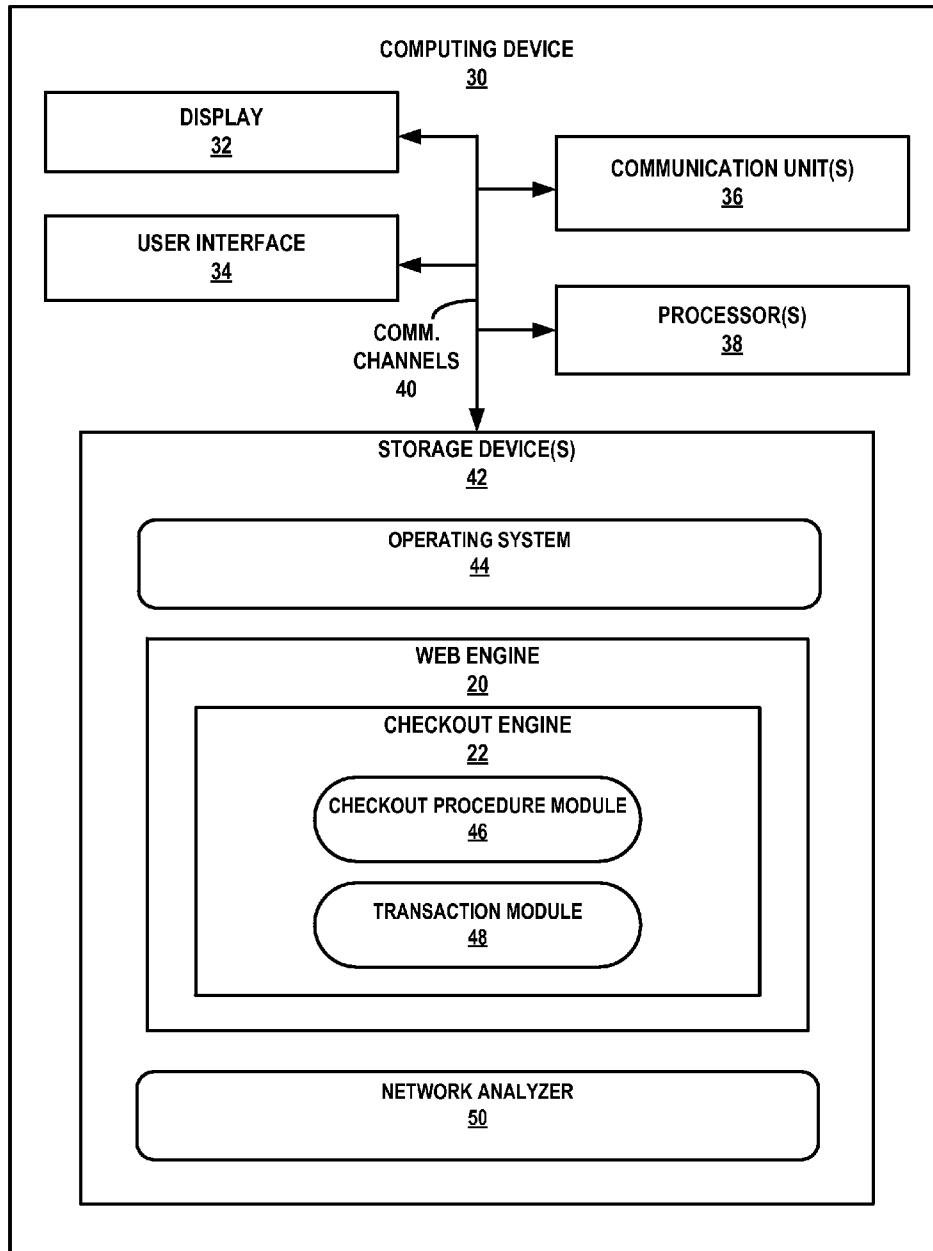 COMPUTING DEVICE
30
DISPLAY
32
COMMUNICATION UNIT(S)
36
USER INTERFACE
34
PROCESSOR(S)
38
COMM.
CHANNELS
40
STORAGE DEVICE(S)
42
OPERATING SYSTEM
44
WEB ENGINE
20
CHECKOUT ENGINE
22
CHECKOUT PROCEDURE MODULE
46
TRANSACTION MODULE
48
NETWORK ANALYZER
50